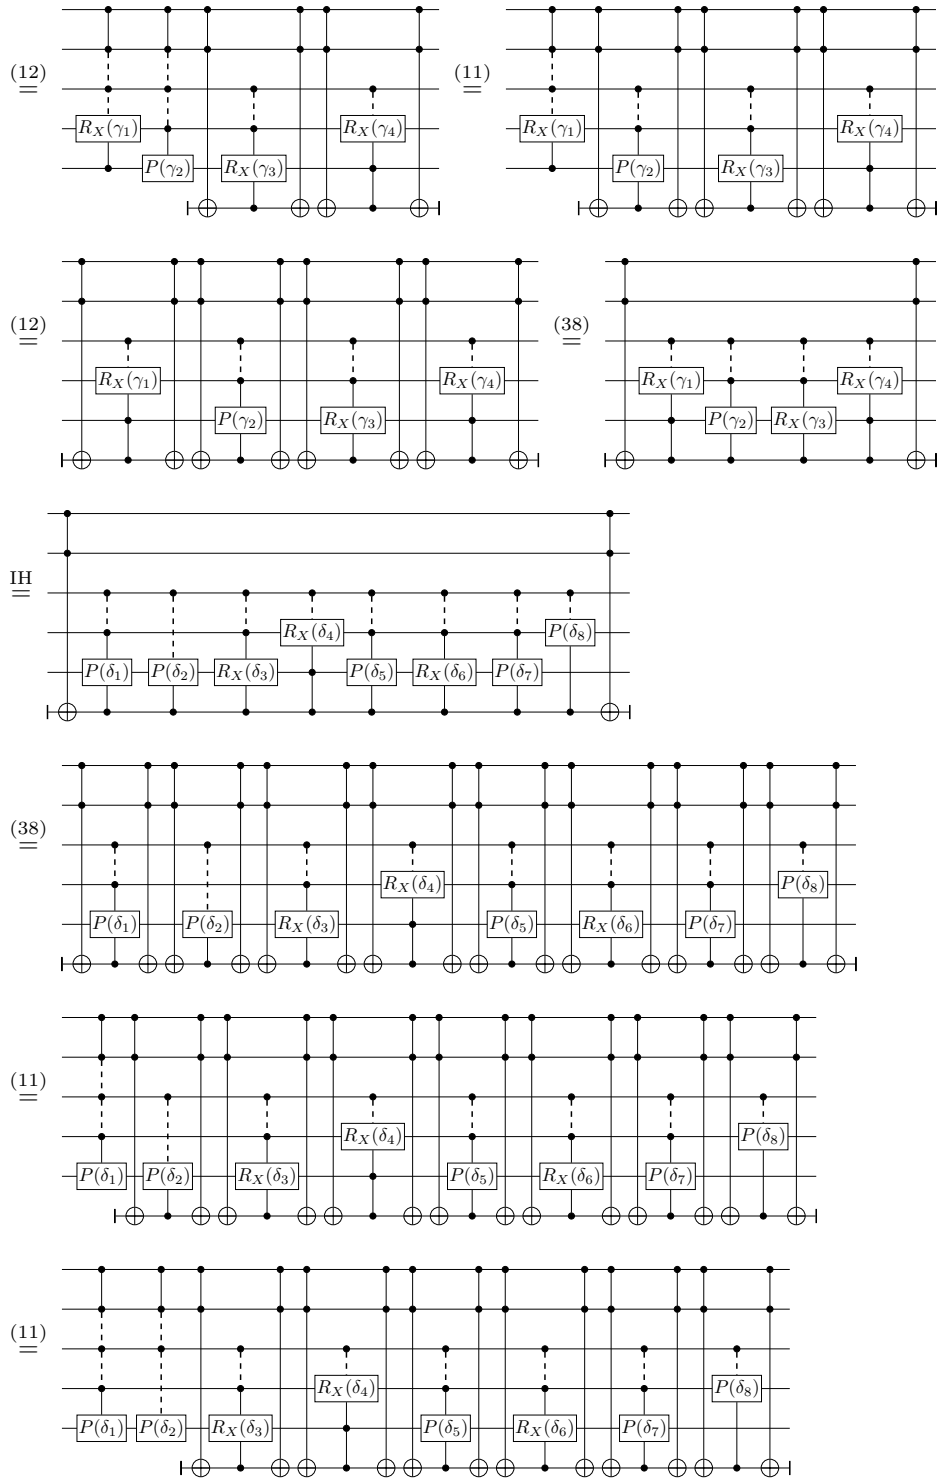 (12) =
R_X(γ_1) P(γ_2) R_X(γ_3) R_X(γ_4)
(11) =
R_X(γ_1) P(γ_2) R_X(γ_3) R_X(γ_4)
(12) =
R_X(γ_1) P(γ_2) R_X(γ_3) R_X(γ_4)
(38) =
R_X(γ_1) P(γ_2) R_X(γ_3) R_X(γ_4)
IH =
P(δ_1) P(δ_2) R_X(δ_3) R_X(δ_4) P(δ_5) R_X(δ_6) P(δ_7) P(δ_8)
(38) =
P(δ_1) P(δ_2) R_X(δ_3) R_X(δ_4) P(δ_5) R_X(δ_6) P(δ_7) P(δ_8)
(11) =
P(δ_1) P(δ_2) R_X(δ_3) R_X(δ_4) P(δ_5) R_X(δ_6) P(δ_7) P(δ_8)
(11) =
P(δ_1) P(δ_2) R_X(δ_3) R_X(δ_4) P(δ_5) R_X(δ_6) P(δ_7) P(δ_8)